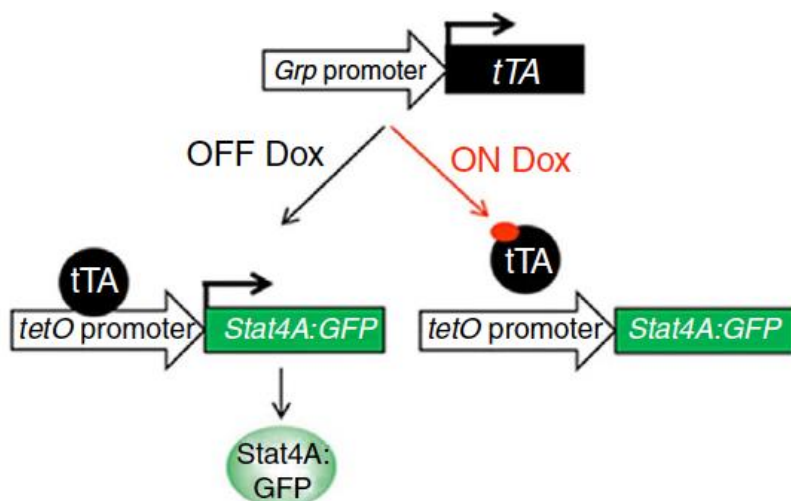 Grp promoter
tTA
OFF Dox
ON Dox
tTA
tTA
tetO promoter
Stat4A:GFP
tetO promoter
Stat4A:GFP
Stat4A:
GFP